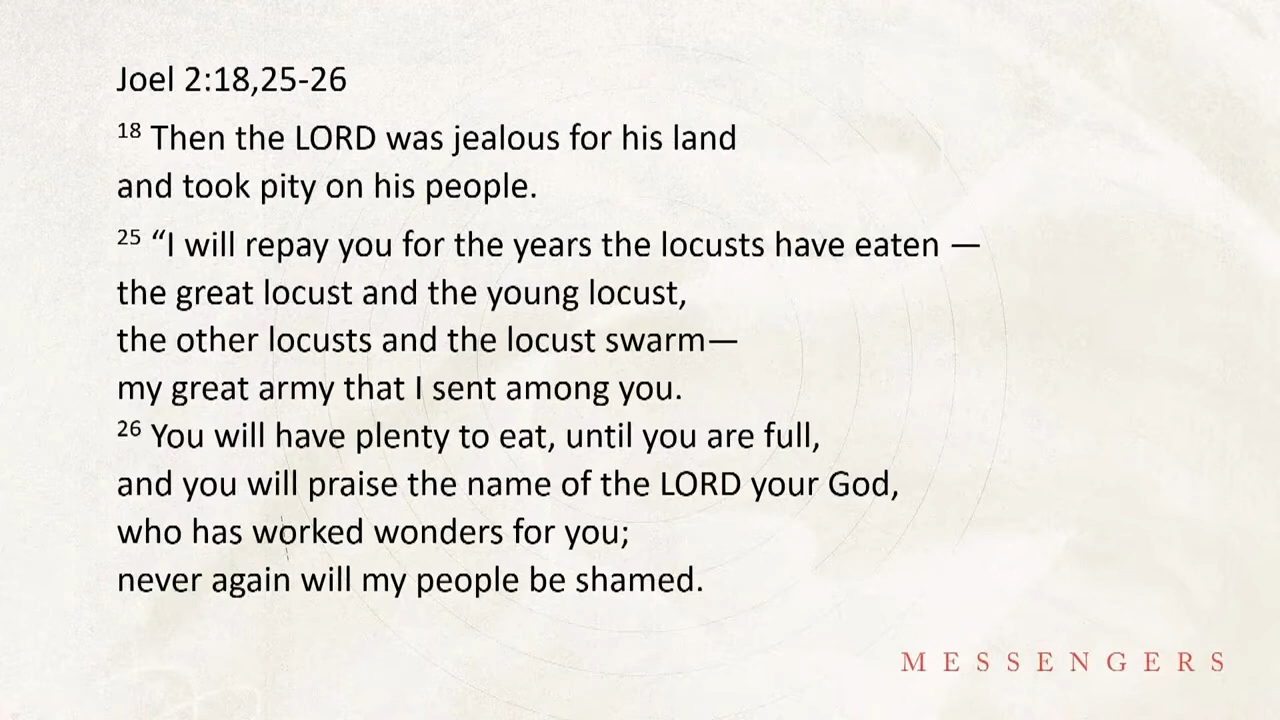 Joel 2:18,25-26
18 Then the LORD was jealous for his land
and took pity on his people.
25 “I will repay you for the years the locusts have eaten —
the great locust and the young locust,
the other locusts and the locust swarm—
my great army that I sent among you.
26 You will have plenty to eat, until you are full,
and you will praise the name of the LORD your God,
who has worked wonders for you;
never again will my people be shamed.
MESSENGERS